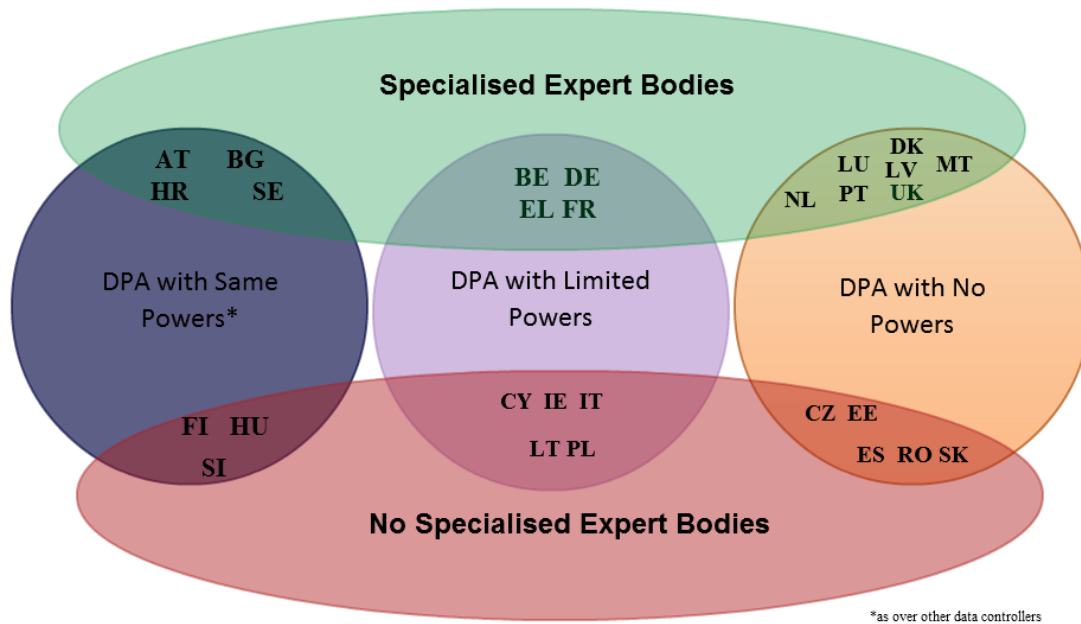 Specialised Expert Bodies
AT BG
HR SE
BE DE
EL FR
DK
LU LV MT
NL PT UK
DPA with Same
Powers*
DPA with Limited
Powers
DPA with No
Powers
FI HU
SI
CY IE IT
LT PL
CZ EE
ES RO SK
No Specialised Expert Bodies
*as over other data controllers